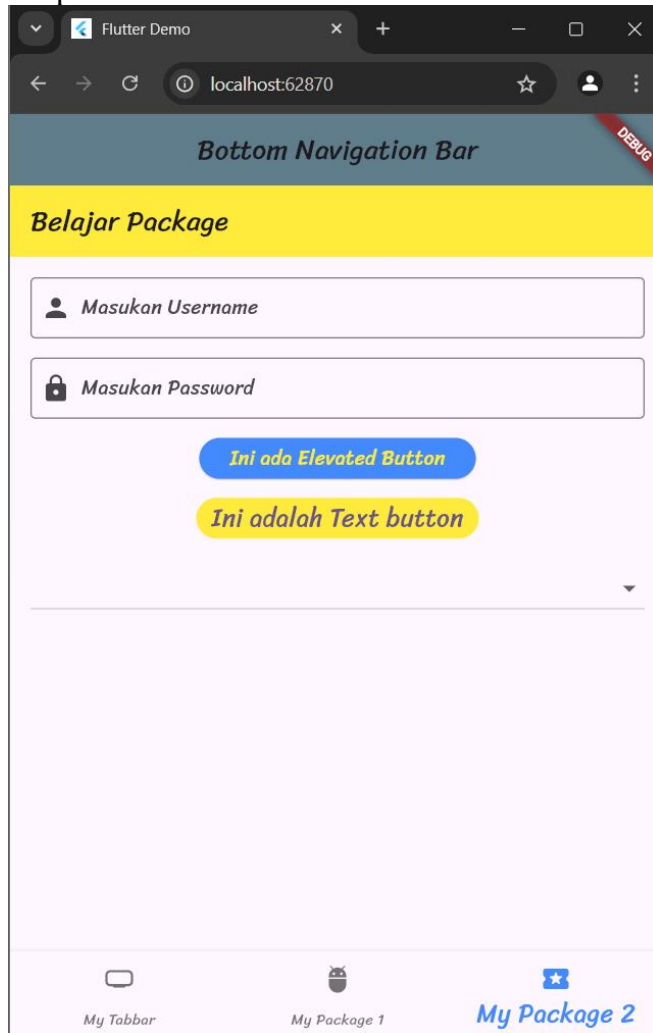 Flutter Demo
localhost:62870
Bottom Navigation Bar
DEBUG
Belajar Package
Masukan Username
Masukan Password
Ini ada Elevated Button
Ini adalah Text button
My Tabbar
My Package 1
My Package 2